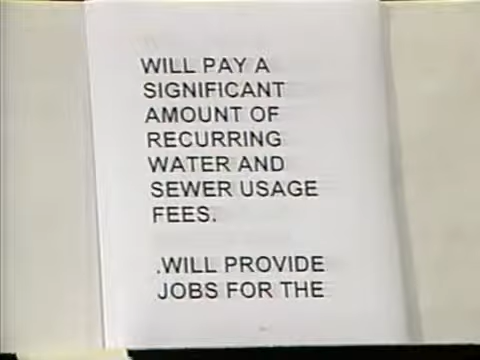 WILL PAY A
SIGNIFICANT
AMOUNT OF
RECURRING
WATER AND
SEWER USAGE
FEES.
.WILL PROVIDE
JOBS FOR THE